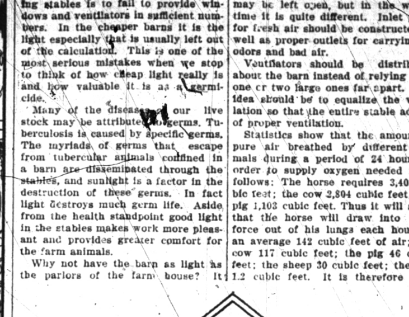 ing stables is to fail to provide win-
dows and ventilators in sufficient num-
bers. In the cheaper barns it is the
light especially that is usually left out
of the calculation. This is one of the
most serious mistakes when we stop
to think of how cheap light really is
and how valuable it is as a germi-
cide.
Many of the diseases our live
stock may be attributed germs. Tu-
berculosis is caused by specific germs.
The myriads of germs that escape
from tubercular animals confined in
a barn are disseminated through the
stables, and sunlight is a factor in the
destruction of these germs. In fact
light destroys much germ life. Aside
from the health standpoint good light
in the stables makes work more pleas-
ant and provides greater comfort for
the farm animals.
Why not have the barn as light as
the parlors of the farm house? It
may be left open, but in the w
time it is quite different. Inlet
for fresh air should be constructe
well as proper outlets for carryin
odors and bad air.
Ventilators should be distrib
about the barn instead of relying
one or two large ones far apart.
idea should be to equalize the v
lation so that the entire stable a
of proper ventilation.
Statistics show that the amou
pure air breathed by different
mals during a period of 24 hour
order to supply oxygen needed
follows: The horse requires 3,40
bic feet; the cow 2,804 cubic feet
pig 1,103 cubic feet. Thus it will
that the horse will draw into
force out of his lungs each hou
an average 142 cubic feet of air;
cow 117 cubic feet; the pig 46 c
feet; the sheep 30 cubic feet; the
1.2 cubic feet. It is therefore